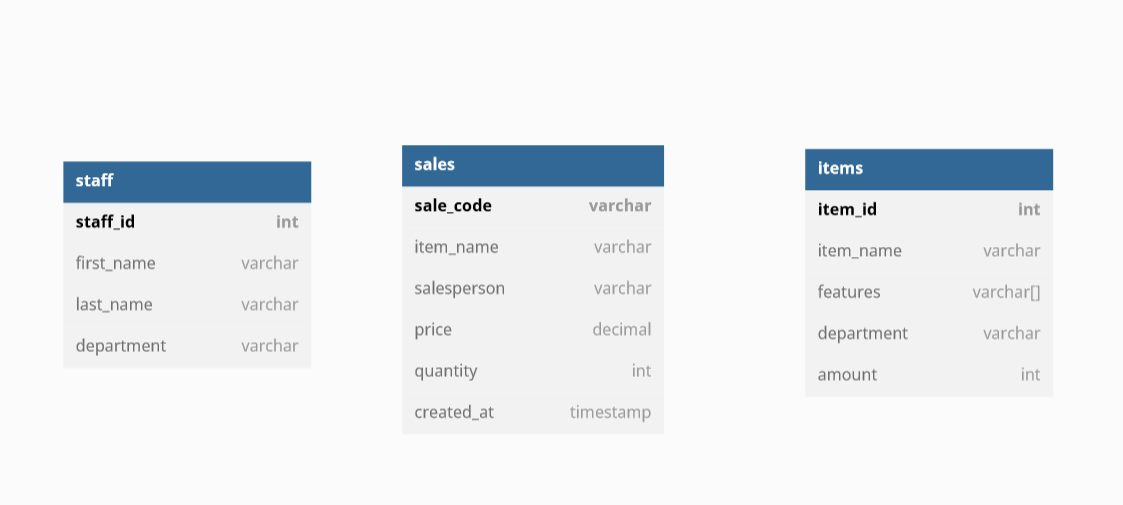 staff
staff_id int
first_name varchar
last_name varchar
department varchar
sales
sale_code varchar
item_name varchar
salesperson varchar
price decimal
quantity int
created_at timestamp
items
item_id int
item_name varchar
features varchar[]
department varchar
amount int